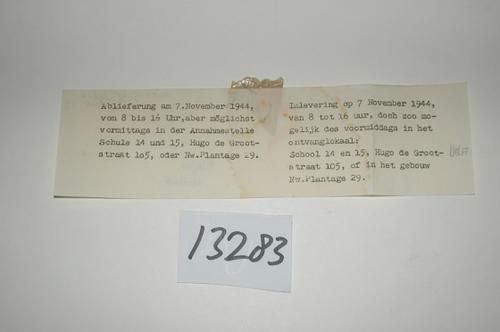 Ablieferung am 7.November 1944,
vom 8 bis 16 Uhr,aber möglichst
vormittags in der Annahmestelle
Schule 14 und 15, Hugo de Groot-
straat 105, oder Nw.Plantage 29.
Inlevering op 7 November 1944,
van 8 tot 16 uur, doch zoo mo-
gelijk des voormiddags in het
ontvanglokaal:
School 14 en 15, Hugo de Groot-
straat 105, of in het gebouw
Nw.Plantage 29.
Delft
13283